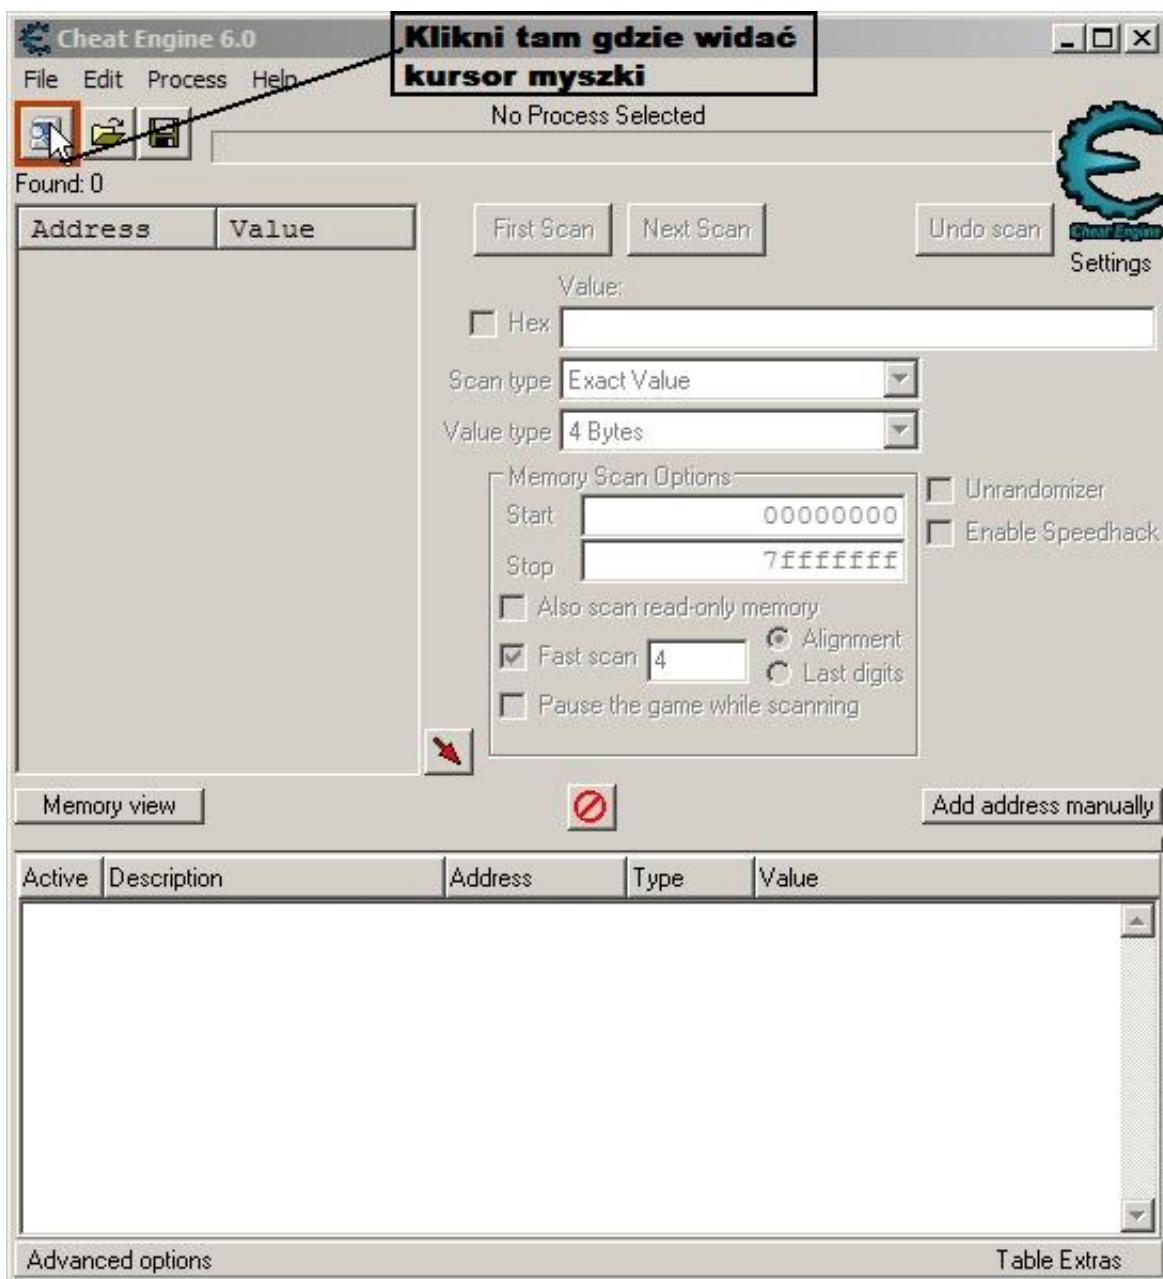 Cheat Engine 6.0
Klikni tam gdzie widać
kursor myszki
File Edit Process Help
No Process Selected
Found: 0
Address Value
First Scan Next Scan Undo scan
Cheat Engine
Settings
Value:
Hex
Scan type Exact Value
Value type 4 Bytes
Memory Scan Options
Unrandomizer
Start 00000000
Enable Speedhack
Stop 7fffffff
Also scan read-only memory
Fast scan 4 Alignment
Last digits
Pause the game while scanning
Memory view Add address manually
Active Description Address Type Value
Advanced options Table Extras